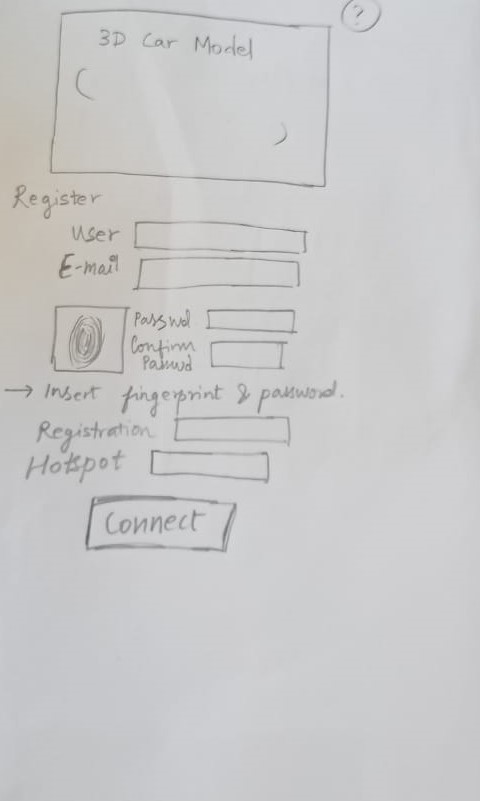 ?
3D Car Model
Register
User
E-mail
Passwd
Confirm
Passwd
→ Insert fingerprint & password.
Registration
Hotspot
Connect